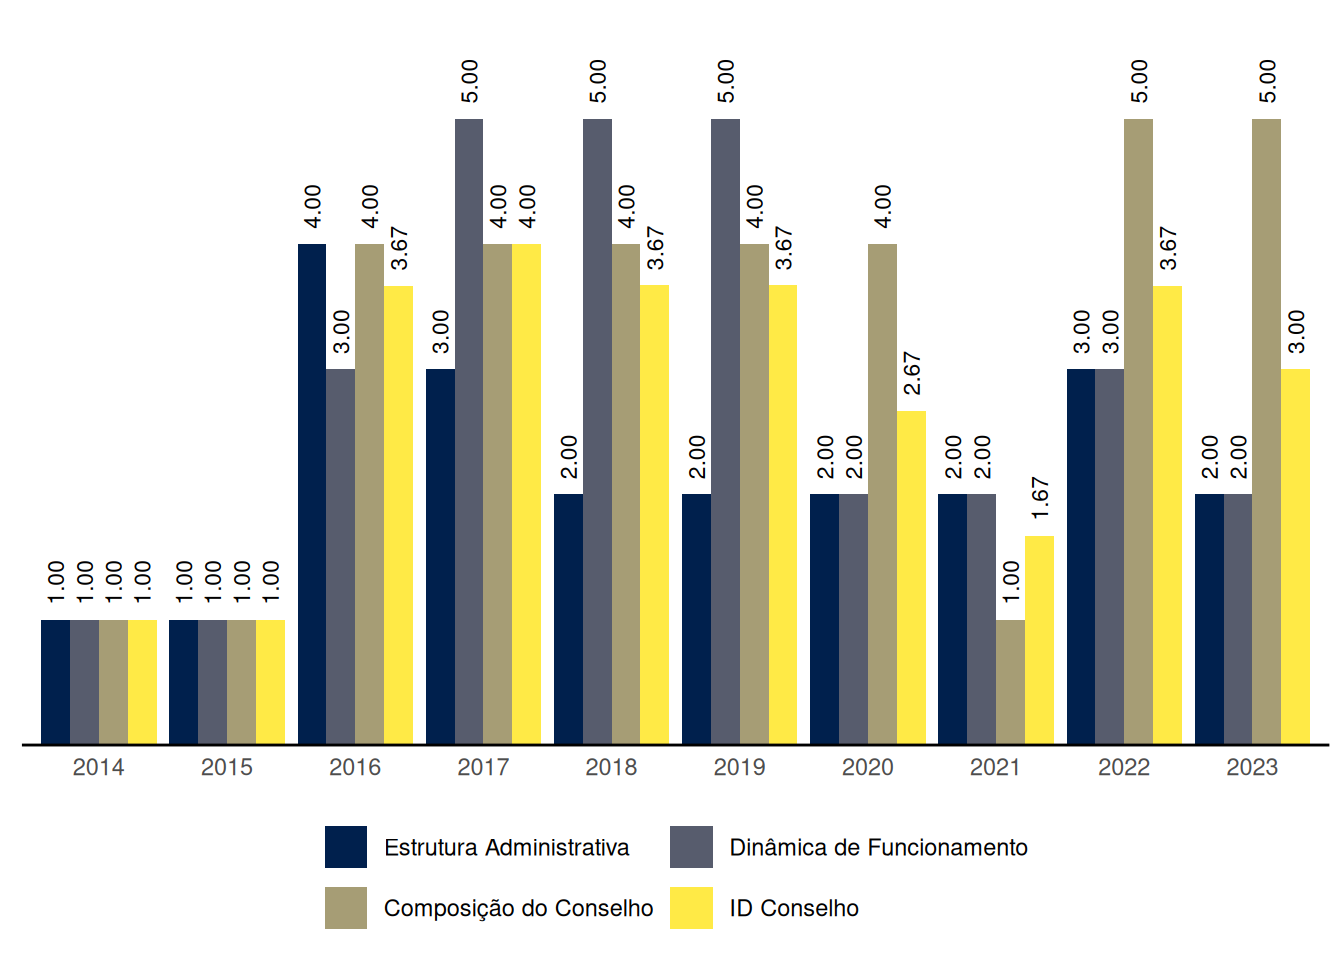 5.00 5.00 5.00 5.00 5.00
4.00 4.00 4.00 4.00 4.00 4.00 4.00
3.67 3.67 3.67 3.67
3.00 3.00 3.00 3.00 3.00
2.67
2.00 2.00 2.00 2.00 2.00 2.00 2.00 2.00
1.67
1.00 1.00 1.00 1.00 1.00 1.00 1.00 1.00 1.00
2014 2015 2016 2017 2018 2019 2020 2021 2022 2023
Estrutura Administrativa Dinâmica de Funcionamento
Composição do Conselho ID Conselho